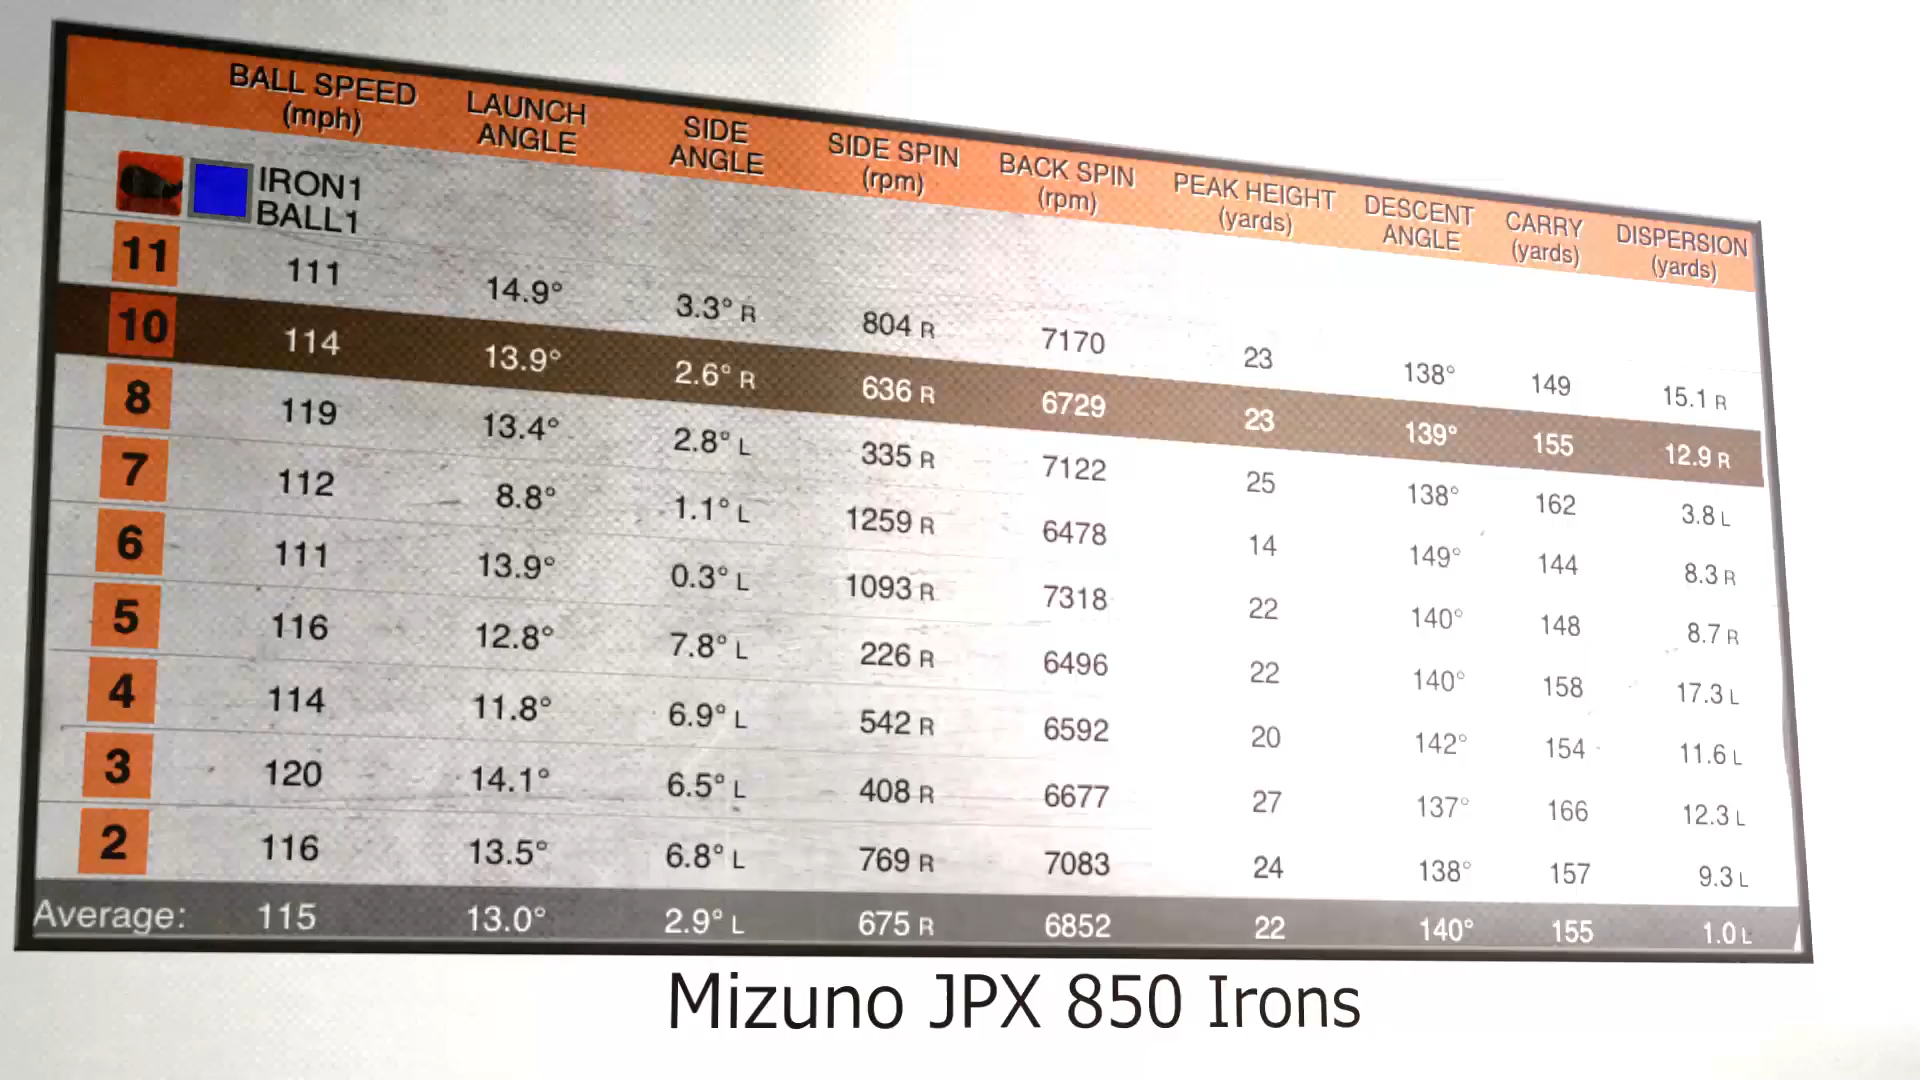 BALL SPEED (mph) LAUNCH ANGLE SIDE ANGLE SIDE SPIN (rpm) BACK SPIN (rpm) PEAK HEIGHT (yards) DESCENT ANGLE CARRY (yards) DISPERSION (yards)
IRON1
BALL1
11 111 14.9° 3.3° R 804 R 7170 23 138° 149 15.1 R
10 114 13.9° 2.6° R 636 R 6729 23 139° 155 12.9 R
8 119 13.4° 2.8° L 335 R 7122 25 138° 162 3.8 L
7 112 8.8° 1.1° L 1259 R 6478 14 149° 144 8.3 R
6 111 13.9° 0.3° L 1093 R 7318 22 140° 148 8.7 R
5 116 12.8° 7.8° L 226 R 6496 22 140° 158 17.3 L
4 114 11.8° 6.9° L 542 R 6592 20 142° 154 11.6 L
3 120 14.1° 6.5° L 408 R 6677 27 137° 166 12.3 L
2 116 13.5° 6.8° L 769 R 7083 24 138° 157 9.3 L
Average: 115 13.0° 2.9° L 675 R 6852 22 140° 155 1.0 L
Mizuno JPX 850 Irons